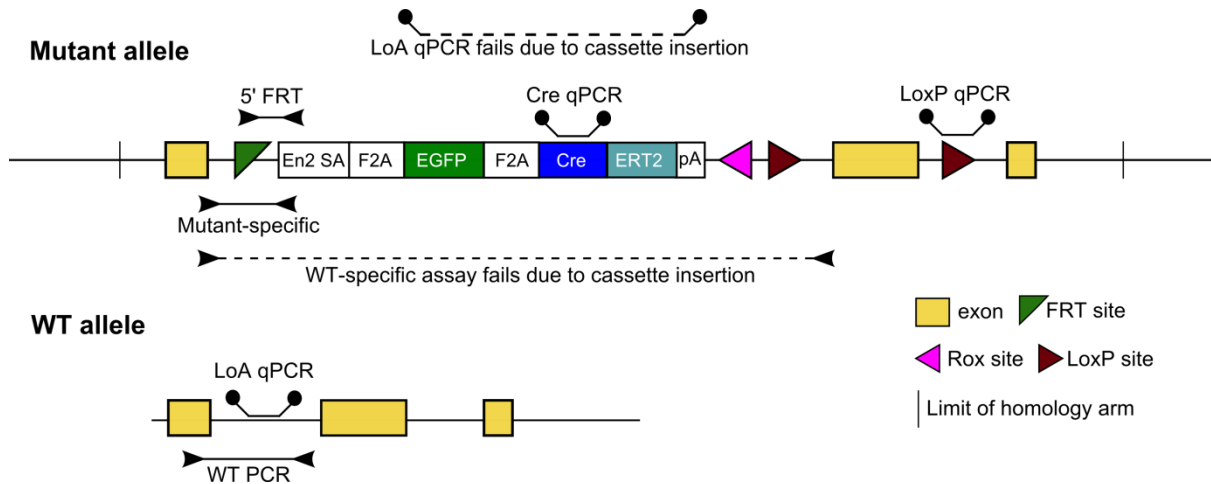 LoA qPCR fails due to cassette insertion
Mutant allele
5' FRT
Cre qPCR
LoxP qPCR
En2 SA F2A EGFP F2A Cre ERT2 pA
Mutant-specific
WT-specific assay fails due to cassette insertion
WT allele
LoA qPCR
WT PCR
exon FRT site
Rox site LoxP site
Limit of homology arm